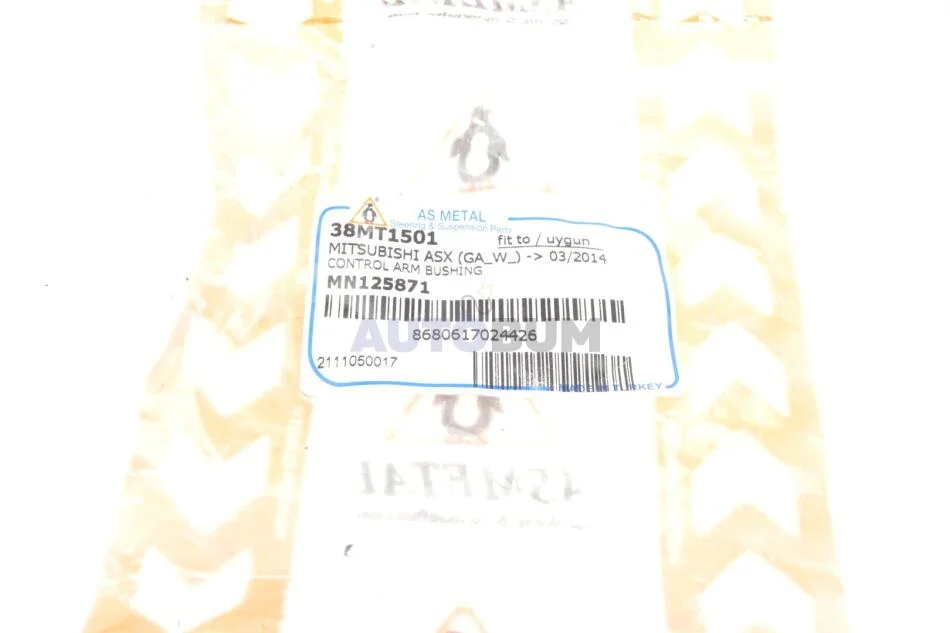 AS METAL
Steering & Suspension Parts
38MT1501
fit to / uygun
MITSUBISHI ASX (GA_W_) -> 03/2014
CONTROL ARM BUSHING
MN125871
AUTODUM
8680617024426
2111050017
MADE IN TURKEY
ASMETAL